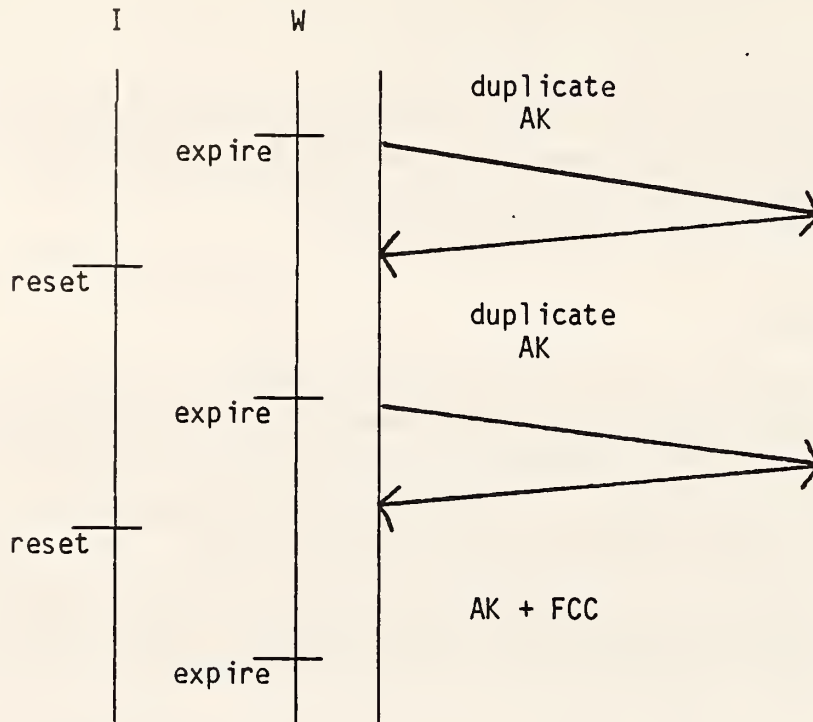 I W
duplicate
AK
expire
reset
duplicate
AK
expire
reset
AK + FCC
expire